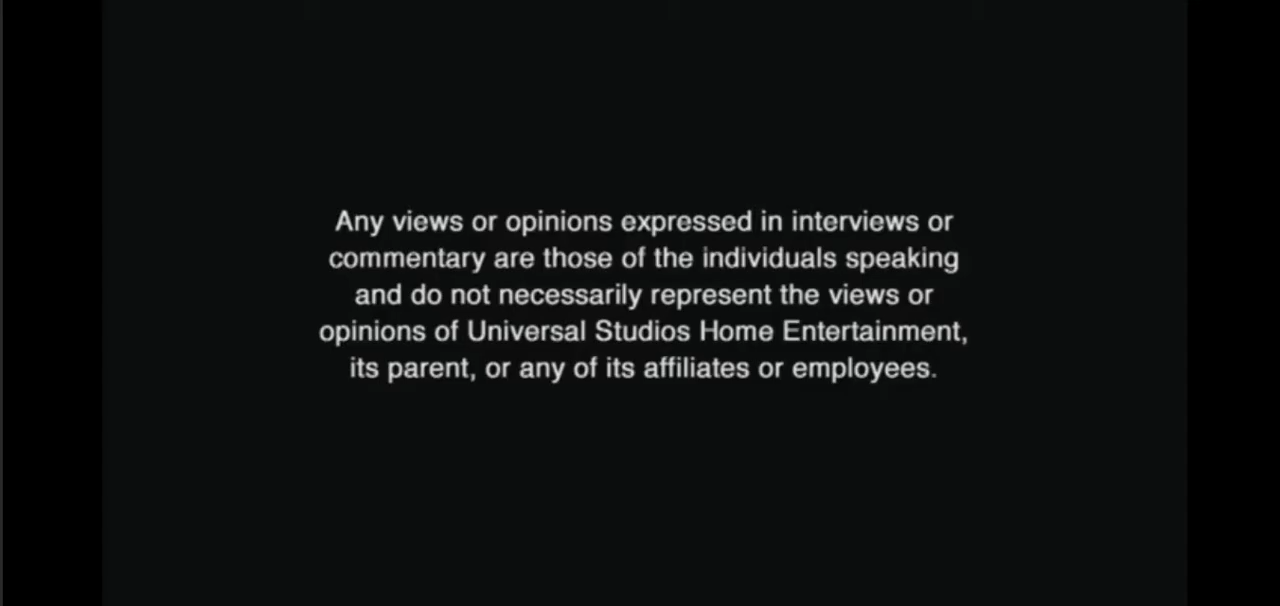 Any views or opinions expressed in interviews or
commentary are those of the individuals speaking
and do not necessarily represent the views or
opinions of Universal Studios Home Entertainment,
its parent, or any of its affiliates or employees.